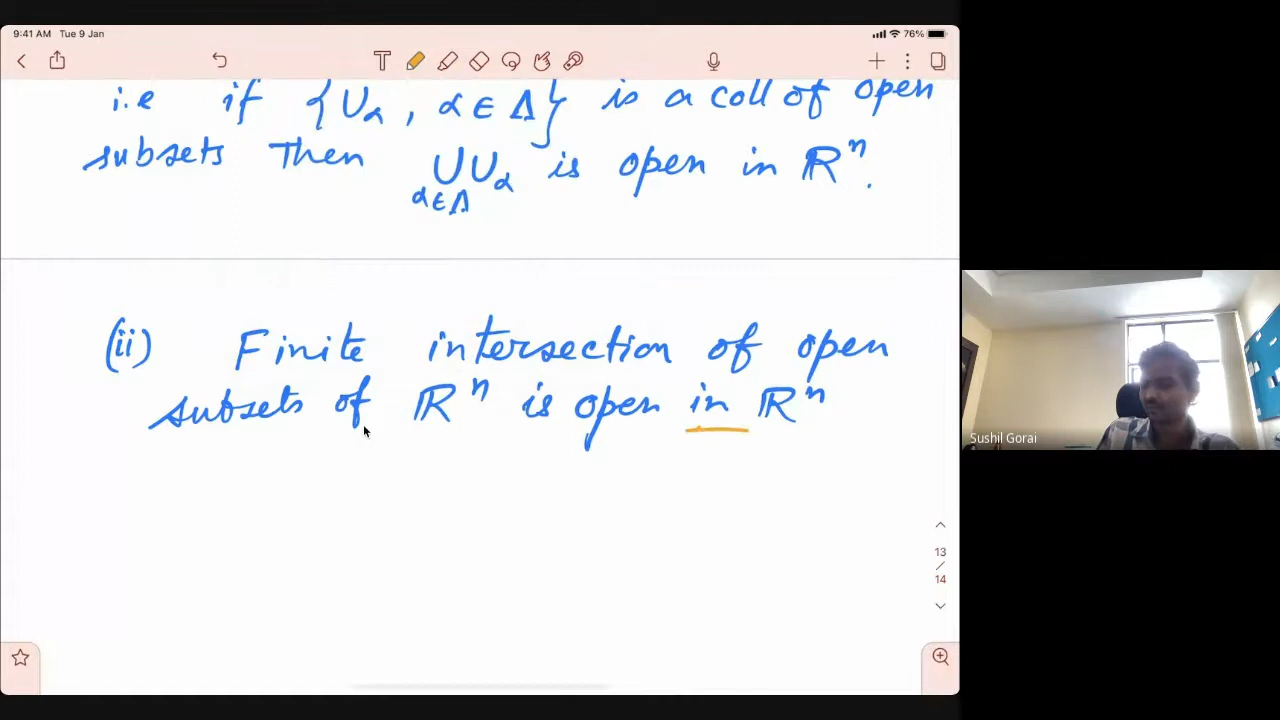 9:41 AM Tue 9 Jan
76%
T
i.e if {Uα, α ∈ Λ} is a coll of open
subsets Then ∪ Uα is open in ℝⁿ.
α∈Λ
(ii) Finite intersection of open
subsets of ℝⁿ is open in ℝⁿ
Sushil Gorai
13
/
14